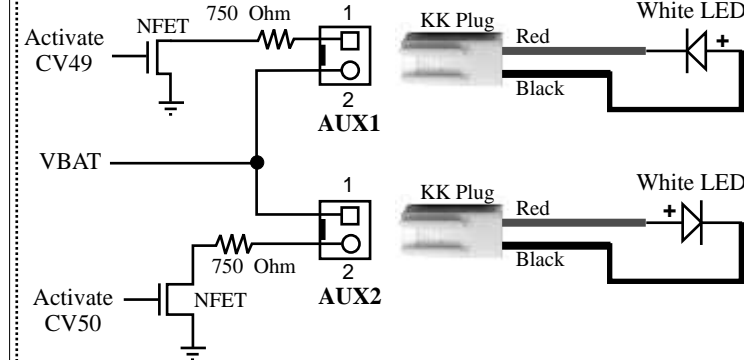 750 Ohm
NFET
Activate
CV49
1
2
AUX1
KK Plug
Red
Black
White LED
+
VBAT
1
2
AUX2
750 Ohm
NFET
Activate
CV50
KK Plug
Red
Black
White LED
+